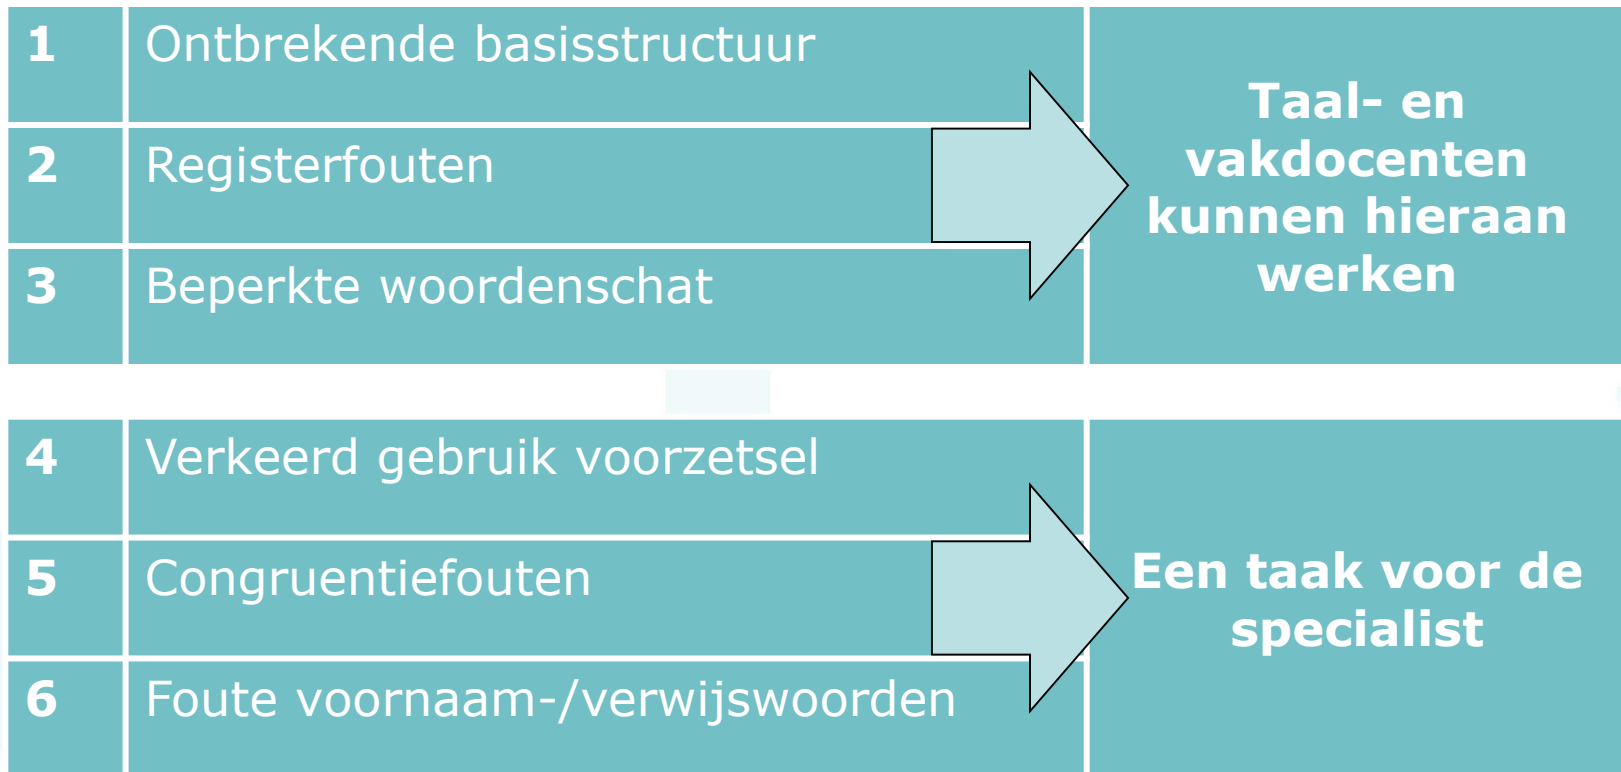 1 Ontbrekende basisstructuur
2 Registerfouten
3 Beperkte woordenschat
Taal- en
vakdocenten
kunnen hieraan
werken
4 Verkeerd gebruik voorzetsel
5 Congruentiefouten
6 Foute voornaam-/verwijswoorden
Een taak voor de
specialist